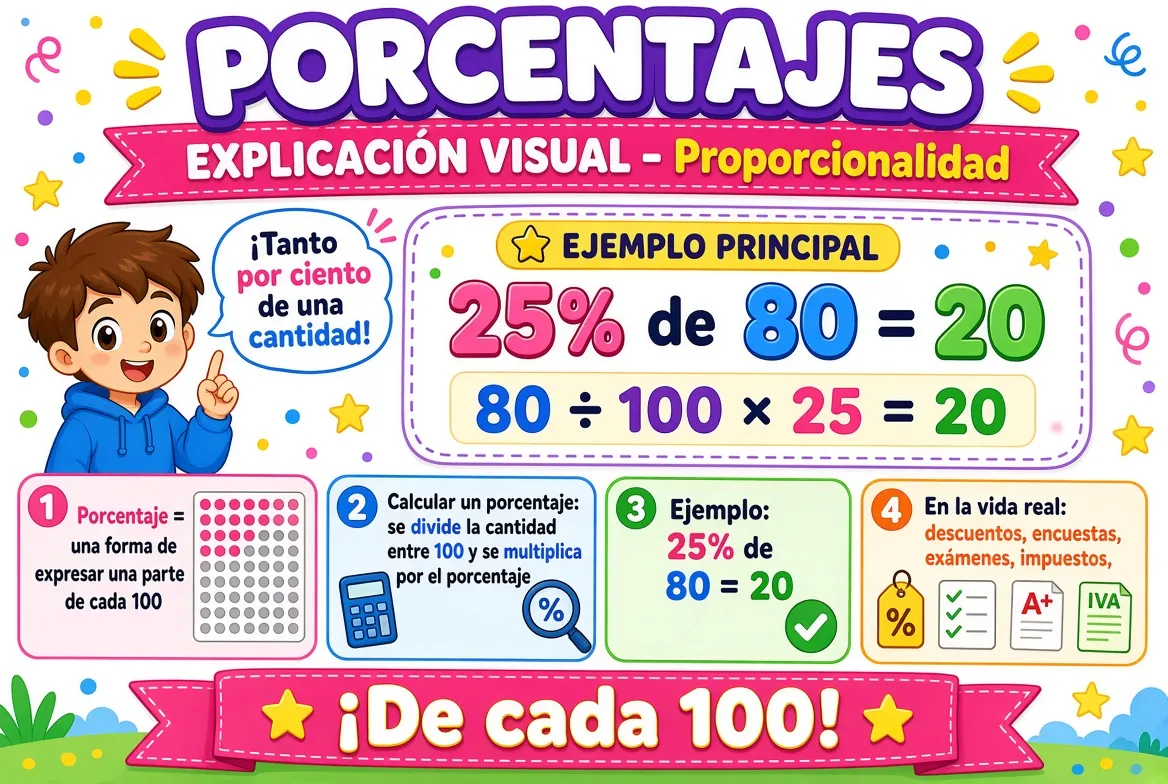 PORCENTAJES
EXPLICACIÓN VISUAL – Proporcionalidad
¡Tanto
por ciento
de una
cantidad!
EJEMPLO PRINCIPAL
25% de 80 = 20
80 ÷ 100 × 25 = 20
1
Porcentaje =
una forma de
expresar una parte
de cada 100
2
Calcular un porcentaje:
se divide la cantidad
entre 100 y se multiplica
por el porcentaje
%
3
Ejemplo:
25% de
80 = 20
4
En la vida real:
descuentos, encuestas,
exámenes, impuestos,
%
A+
IVA
¡De cada 100!